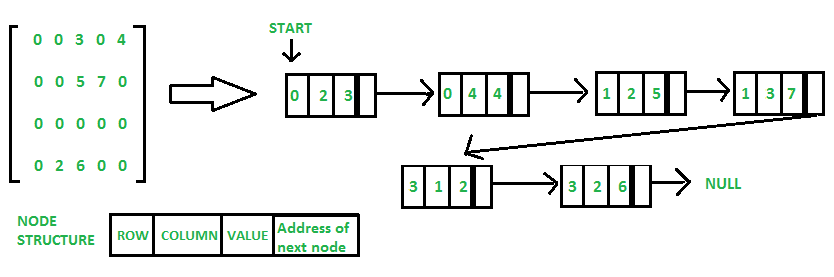 START
0 0 3 0 4
0 0 5 7 0
0 0 0 0 0
0 2 6 0 0
0 2 3
0 4 4
1 2 5
1 3 7
3 1 2
3 2 6
NULL
NODE
STRUCTURE
ROW
COLUMN
VALUE
Address of
next node